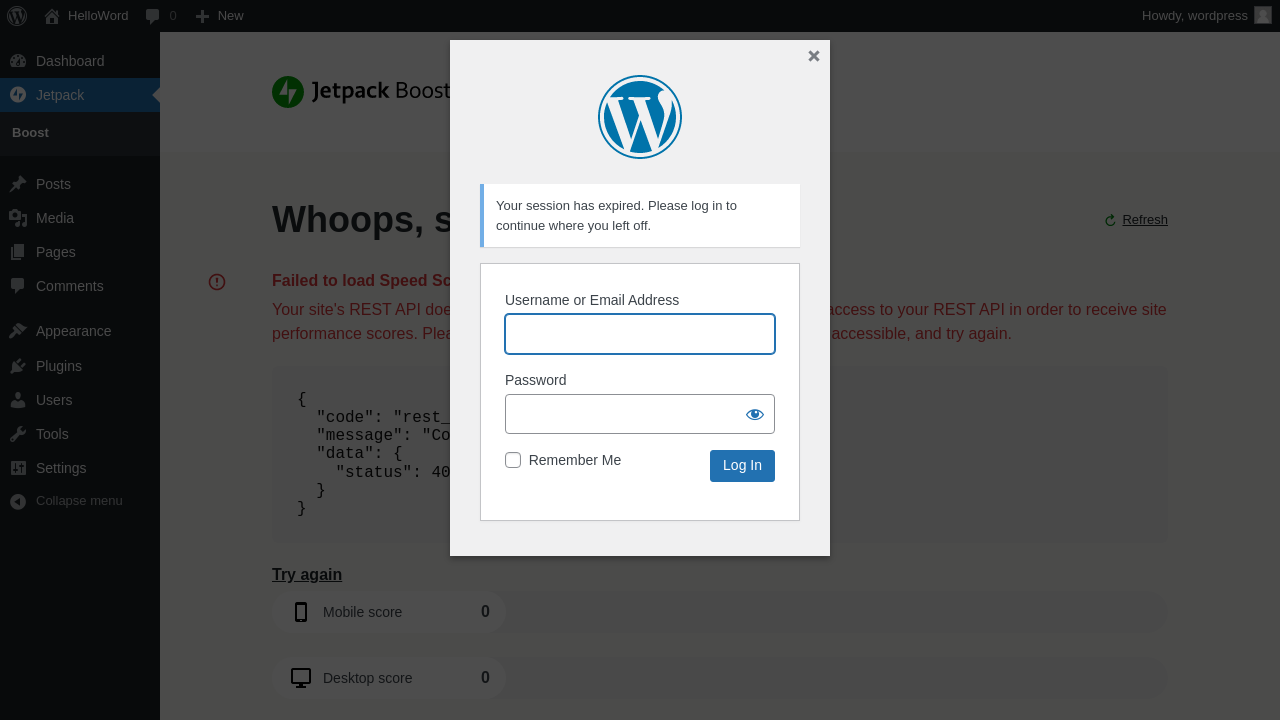 HelloWord
0
New
Howdy, wordpress
Dashboard
Jetpack
Boost
Posts
Media
Pages
Comments
Appearance
Plugins
Users
Tools
Settings
Collapse menu
Jetpack Boost
Whoops, s
Refresh
Failed to load Speed Sc
Your site's REST API doe
access to your REST API in order to receive site
performance scores. Plea
accessible, and try again.
{
"code": "rest_
"message": "Co
"data": {
"status": 40
}
}
Try again
Mobile score
0
Desktop score
0
Your session has expired. Please log in to
continue where you left off.
Username or Email Address
Password
Remember Me
Log In